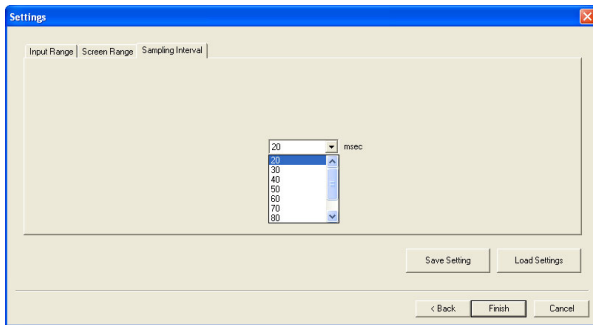 Settings
Input Range Screen Range Sampling Interval
20 msec
20
30
40
50
60
70
80
Save Setting Load Settings
< Back Finish Cancel